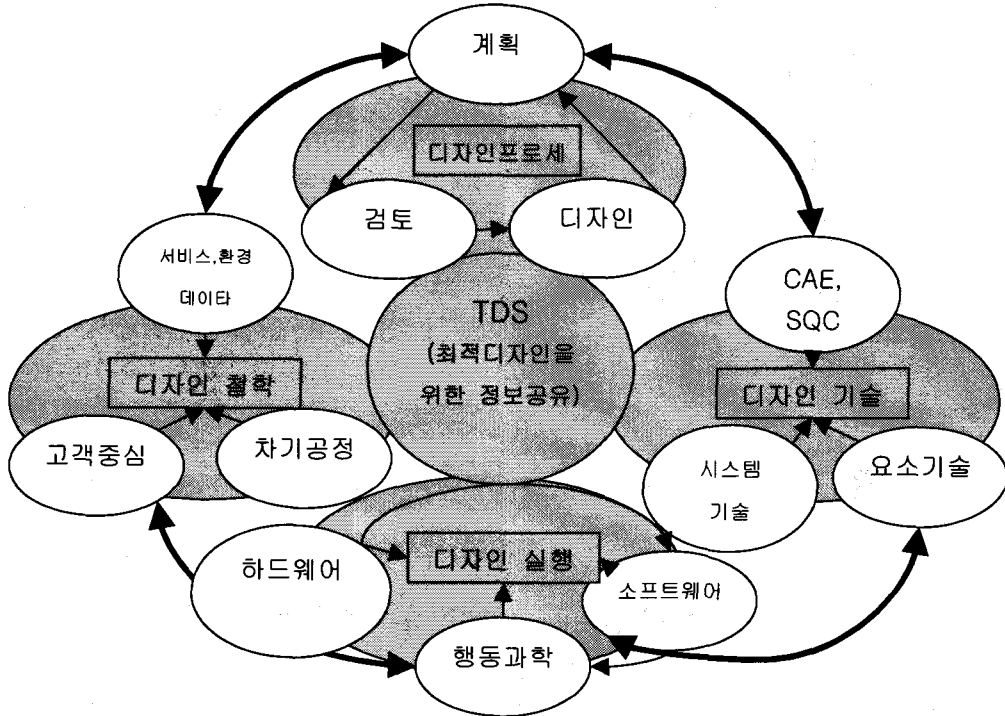 계획
디자인프로세
검토
디자인
서비스,환경
데이타
CAE,
SQC
TDS
(최적디자인을
위한 정보공유)
디자인 철학
디자인 기술
고객중심
차기공정
시스템
기술
요소기술
하드웨어
디자인 실행
소프트웨어
행동과학